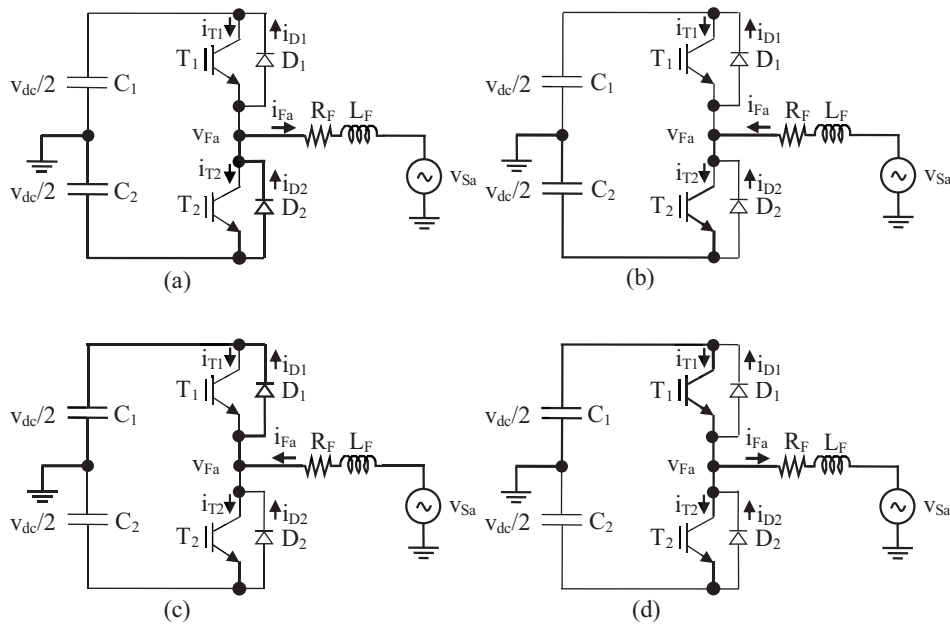 i_T1
i_D1
T_1
D_1
v_dc/2
C_1
i_Fa
R_F
L_F
v_Fa
v_dc/2
C_2
i_T2
i_D2
T_2
D_2
v_Sa
(a)
i_T1
i_D1
T_1
D_1
v_dc/2
C_1
i_Fa
R_F
L_F
v_Fa
v_dc/2
C_2
i_T2
i_D2
T_2
D_2
v_Sa
(b)
i_T1
i_D1
T_1
D_1
v_dc/2
C_1
i_Fa
R_F
L_F
v_Fa
v_dc/2
C_2
i_T2
i_D2
T_2
D_2
v_Sa
(c)
i_T1
i_D1
T_1
D_1
v_dc/2
C_1
i_Fa
R_F
L_F
v_Fa
v_dc/2
C_2
i_T2
i_D2
T_2
D_2
v_Sa
(d)